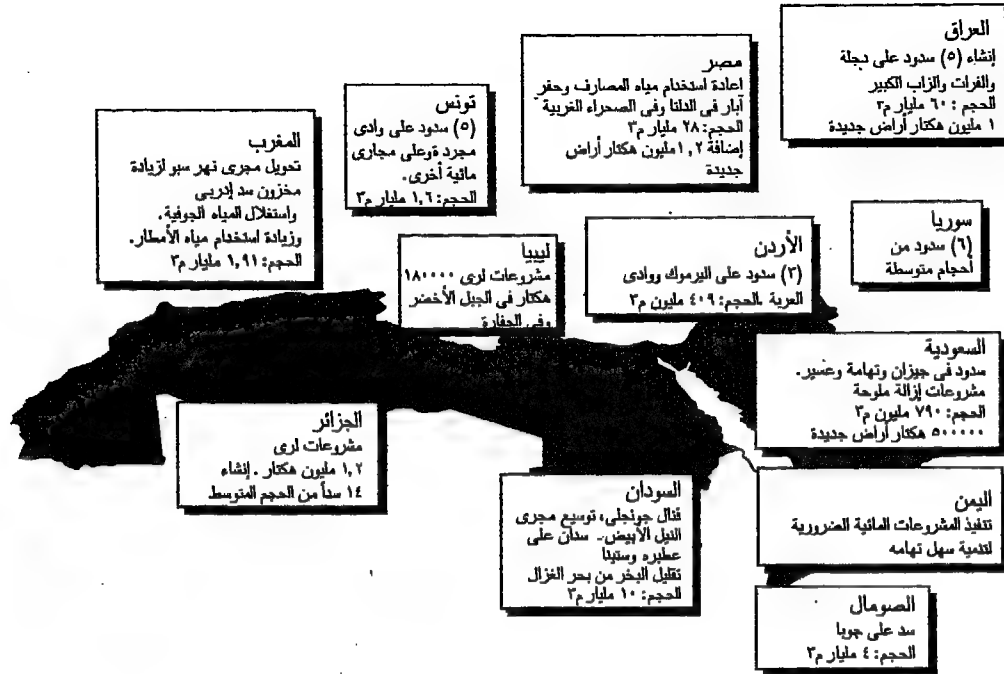 العراق
إنشاء (٥) سدود على دجلة
والفرات والزاب الكبير
الحجم : ٦٠ مليار م٣
١ مليون هكتار أراض جديدة
مصر
اعادة استخدام مياه المصارف وحفر
آبار فى الدلتا وفى الصحراء الغربية
الحجم: ٢٨ مليار م٣
إضافة ١,٢ مليون هكتار أراض
جديدة
تونس
(٥) سدود على وادى
مجردة وعلى مجارى
مائية أخرى.
الحجم: ١,٦ مليار م٣
المغرب
تحويل مجرى نهر سبو لزيادة
مخزون سد إدريى
واستغلال المياه الجوفية.
وزيادة استخدام مياه الأمطار.
الحجم: ١,٩١ مليار م٣
سوريا
(٦) سدود من
أحجام متوسطة
الأردن
(٣) سدود على اليرموك ووادى
العربة .الحجم: ٤٠٩ مليون م٣
ليبيا
مشروعات لرى ١٨٠٠٠٠
هكتار فى الجبل الأخضر
وفى الجفارة
السعودية
سدود فى جيزان وتهامة وعسير.
مشروعات إزالة ملوحة
الحجم: ٧٩٠ مليون م٣
٥٠٠٠٠٠ هكتار أراض جديدة
الجزائر
مشروعات لرى
١,٢ مليون هكتار . إنشاء
١٤ سداً من الحجم المتوسط
السودان
قنال جونجلى، توسيع مجرى
النيل الأبيض.. سدان على
عطبره وستيتا
تقليل البخر من بحر الغزال
الحجم: ١٠ مليار م٣
اليمن
تنفيذ المشروعات المائية الضرورية
لتنمية سهل تهامه
الصومال
سد على جوبا
الحجم: ٤ مليار م٣